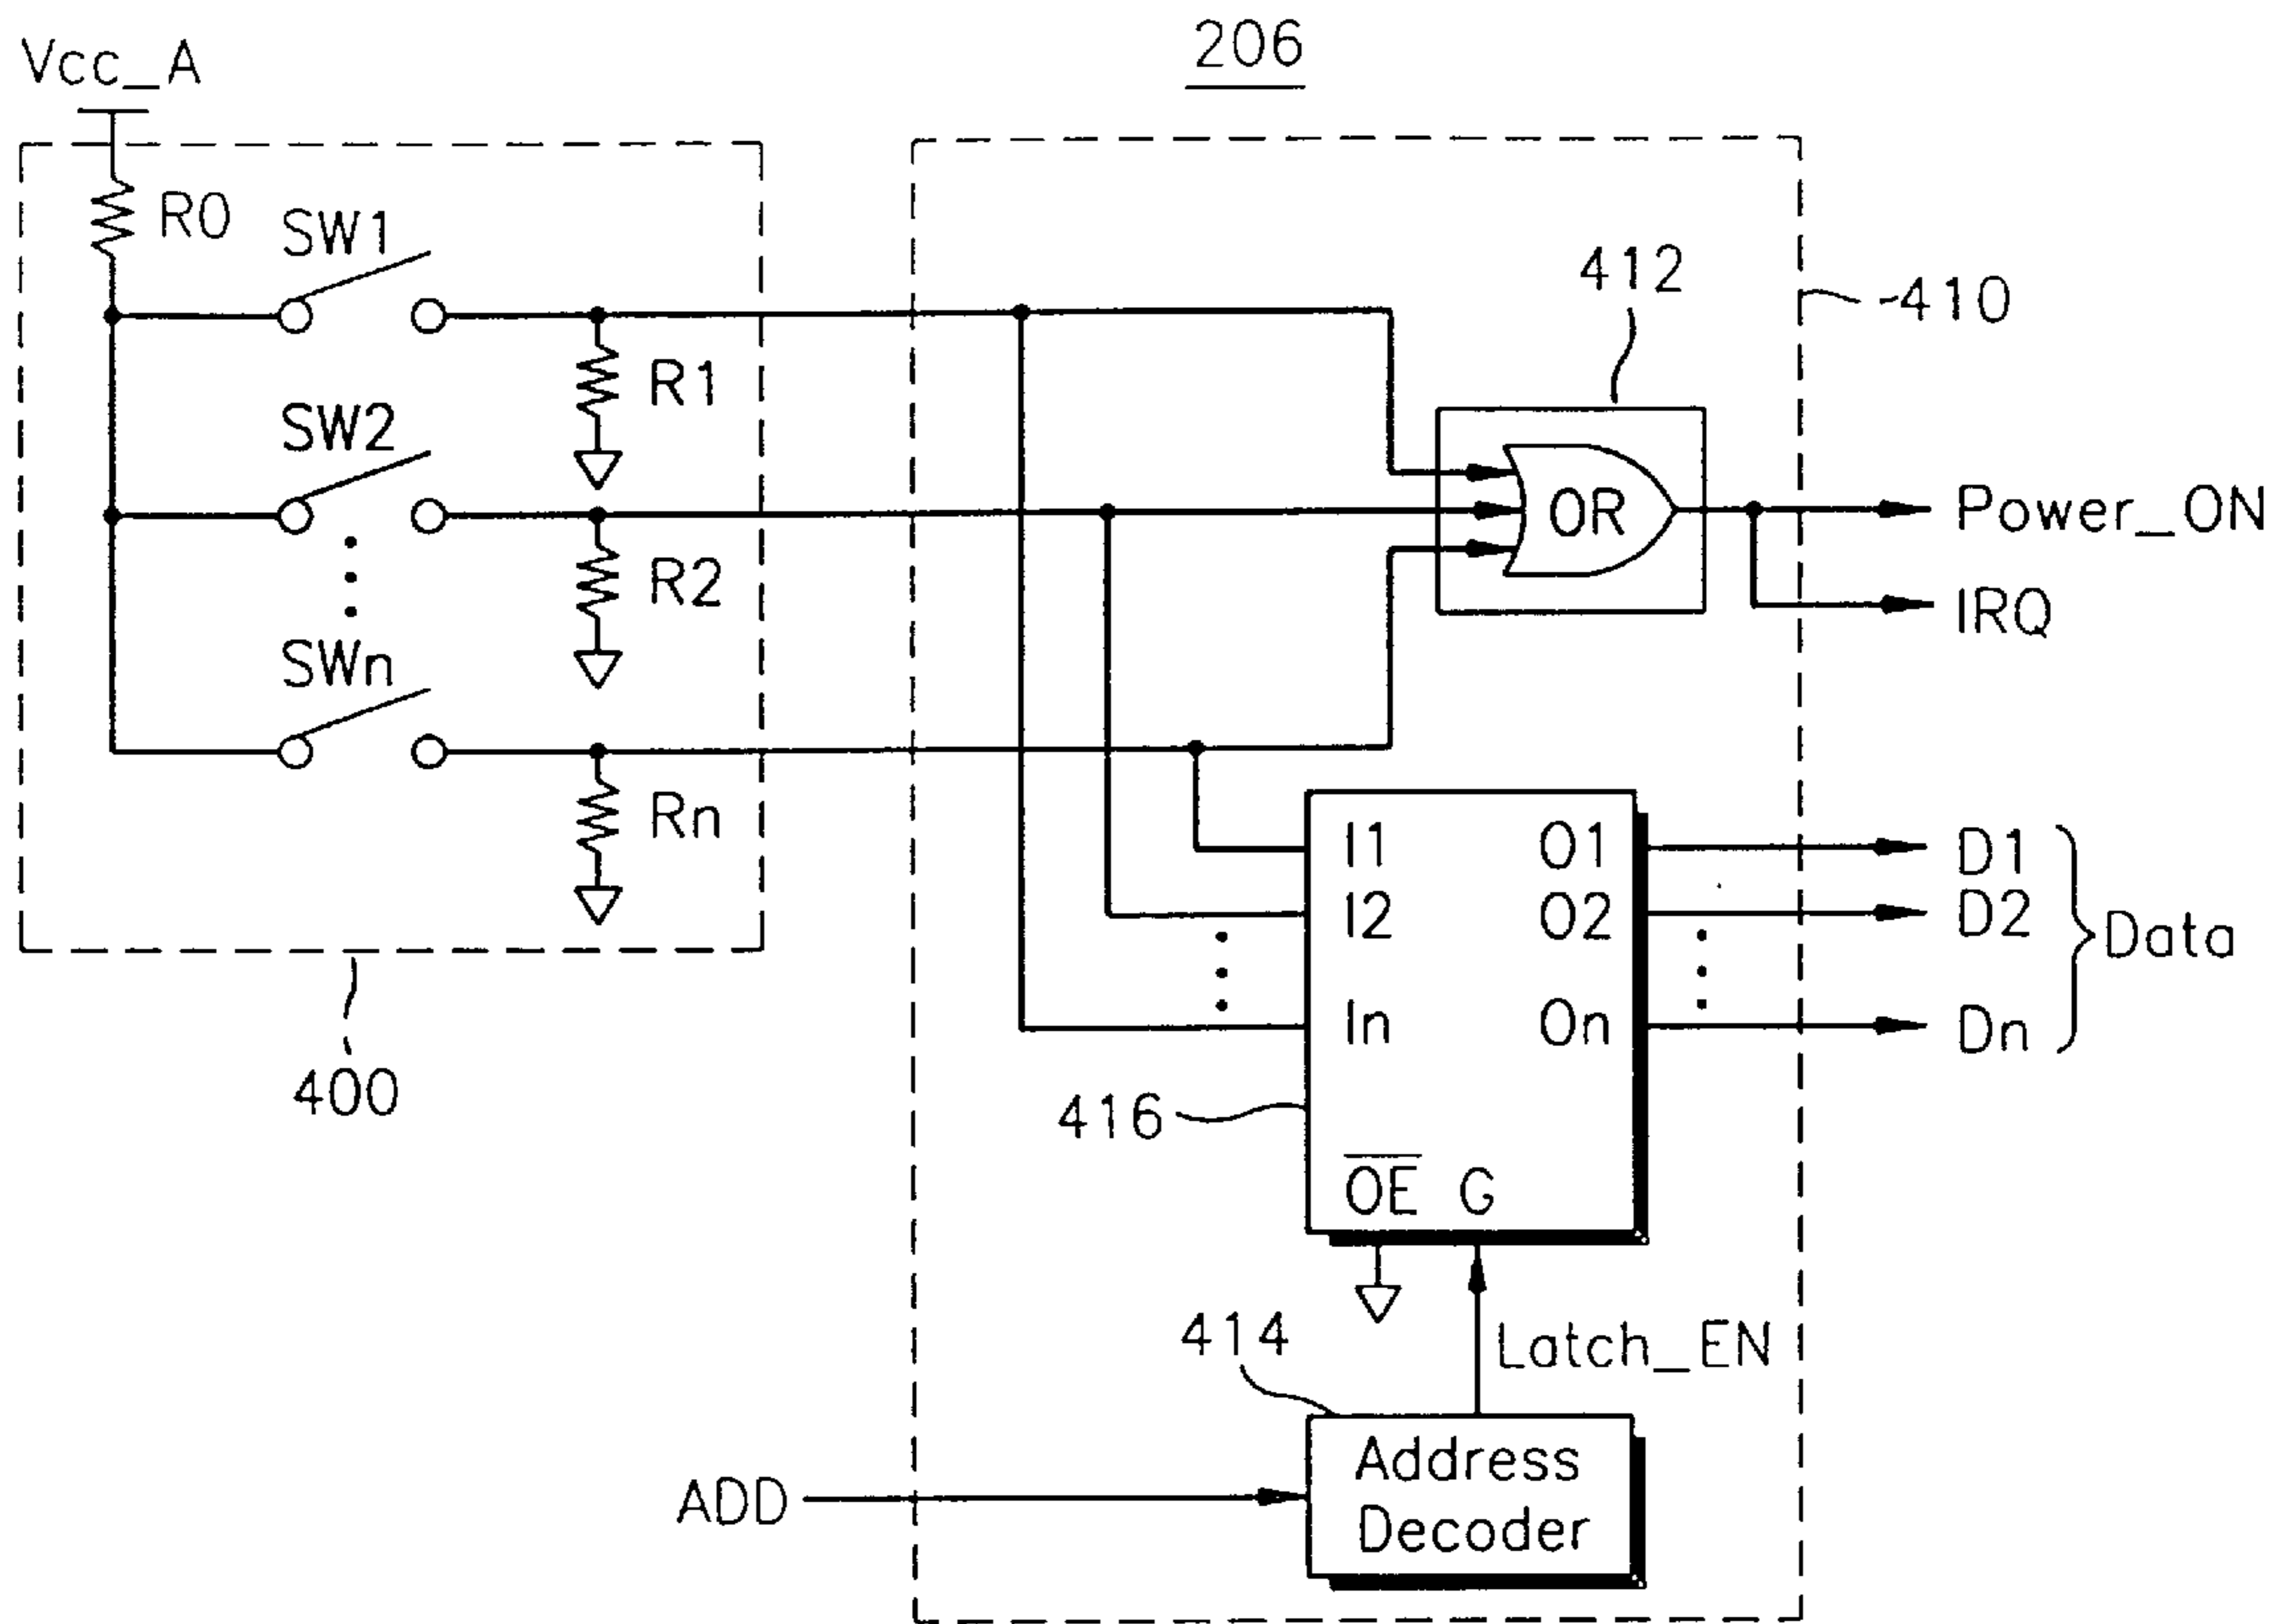 206
Vcc_A
R0
SW1
R1
SW2
R2
SWn
Rn
400
412
410
OR
Power_ON
IRQ
I1 O1 D1
I2 O2 D2
Data
In On Dn
416
OE G
414
Latch_EN
ADD
Address
Decoder